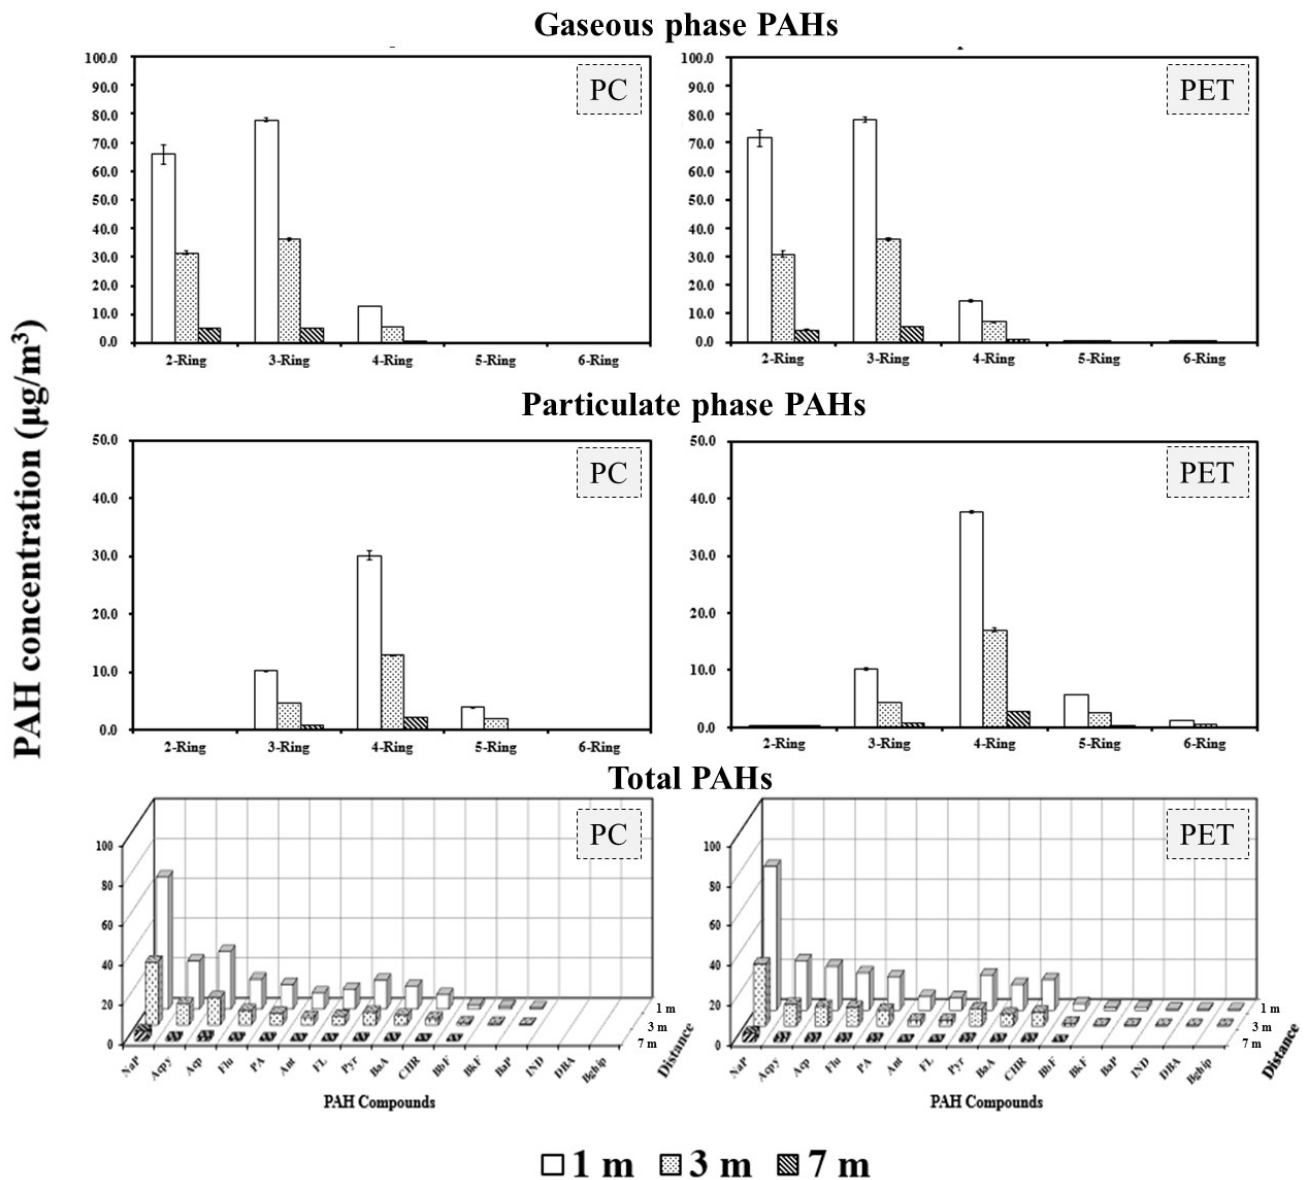 Gaseous phase PAHs
PC
100.0
90.0
80.0
70.0
60.0
50.0
40.0
30.0
20.0
10.0
0.0
2-Ring 3-Ring 4-Ring 5-Ring 6-Ring
PET
100.0
90.0
80.0
70.0
60.0
50.0
40.0
30.0
20.0
10.0
0.0
2-Ring 3-Ring 4-Ring 5-Ring 6-Ring
PAH concentration (µg/m³)
Particulate phase PAHs
PC
50.0
40.0
30.0
20.0
10.0
0.0
2-Ring 3-Ring 4-Ring 5-Ring 6-Ring
PET
50.0
40.0
30.0
20.0
10.0
0.0
2-Ring 3-Ring 4-Ring 5-Ring 6-Ring
Total PAHs
PC
100
80
60
40
20
0
NaP Acpy Acp Flu PA Ant FL Pyr BaA CHR BbF BkF BaP IND DBA Bghip
1 m
3 m
7 m
Distance
PAH Compounds
PET
100
80
60
40
20
0
NaP Acpy Acp Flu PA Ant FL Pyr BaA CHR BbF BkF BaP IND DBA Bghip
1 m
3 m
7 m
Distance
PAH Compounds
1 m 3 m 7 m